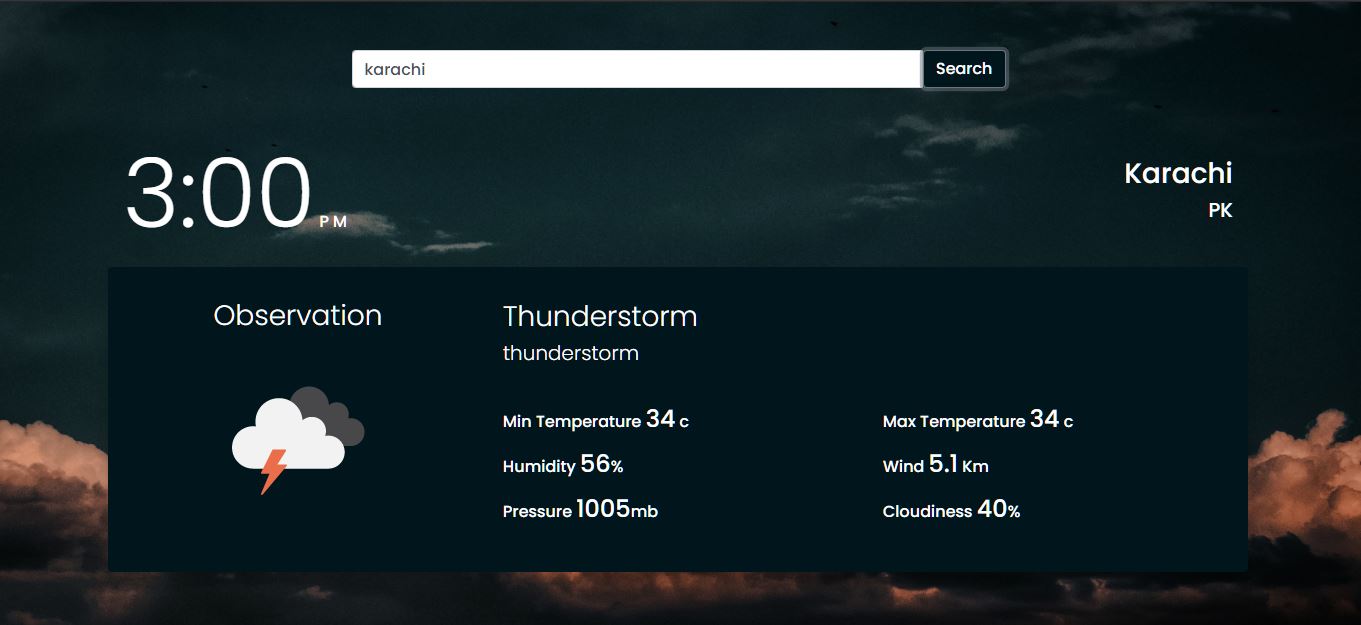 karachi
Search
3:00 PM
Karachi
PK
Observation
Thunderstorm
thunderstorm
Min Temperature 34 c
Max Temperature 34 c
Humidity 56%
Wind 5.1 Km
Pressure 1005mb
Cloudiness 40%